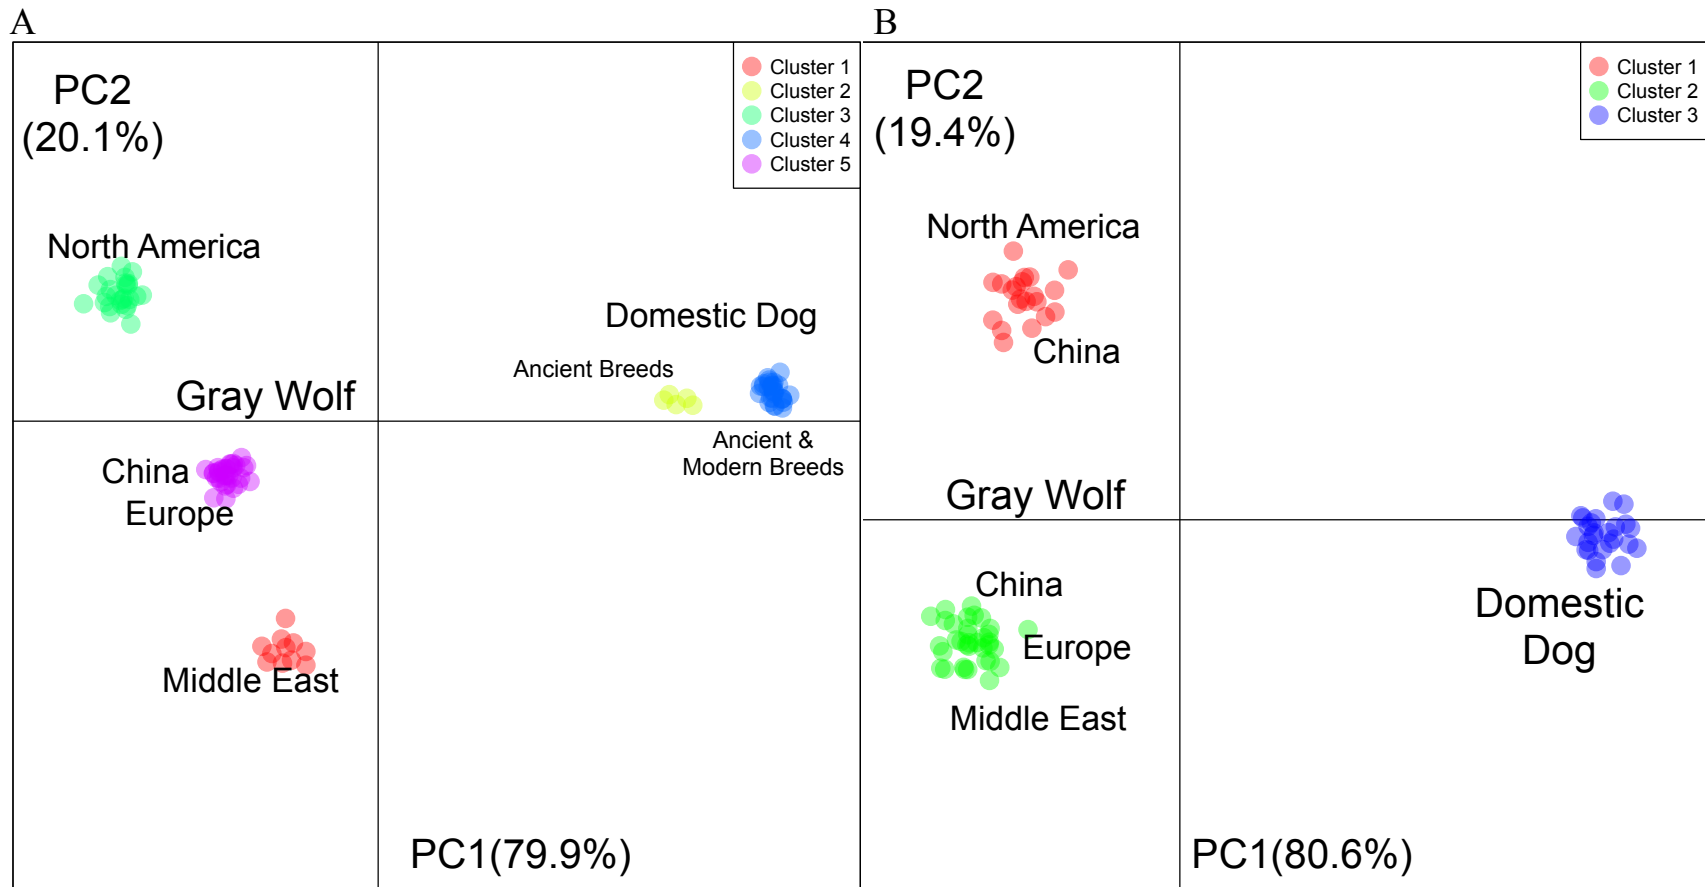 A
PC2
(20.1%)
Cluster 1
Cluster 2
Cluster 3
Cluster 4
Cluster 5
North America
Domestic Dog
Ancient Breeds
Gray Wolf
Ancient &
Modern Breeds
China
Europe
Middle East
PC1(79.9%)
B
PC2
(19.4%)
Cluster 1
Cluster 2
Cluster 3
North America
China
Gray Wolf
China
Europe
Middle East
Domestic
Dog
PC1(80.6%)